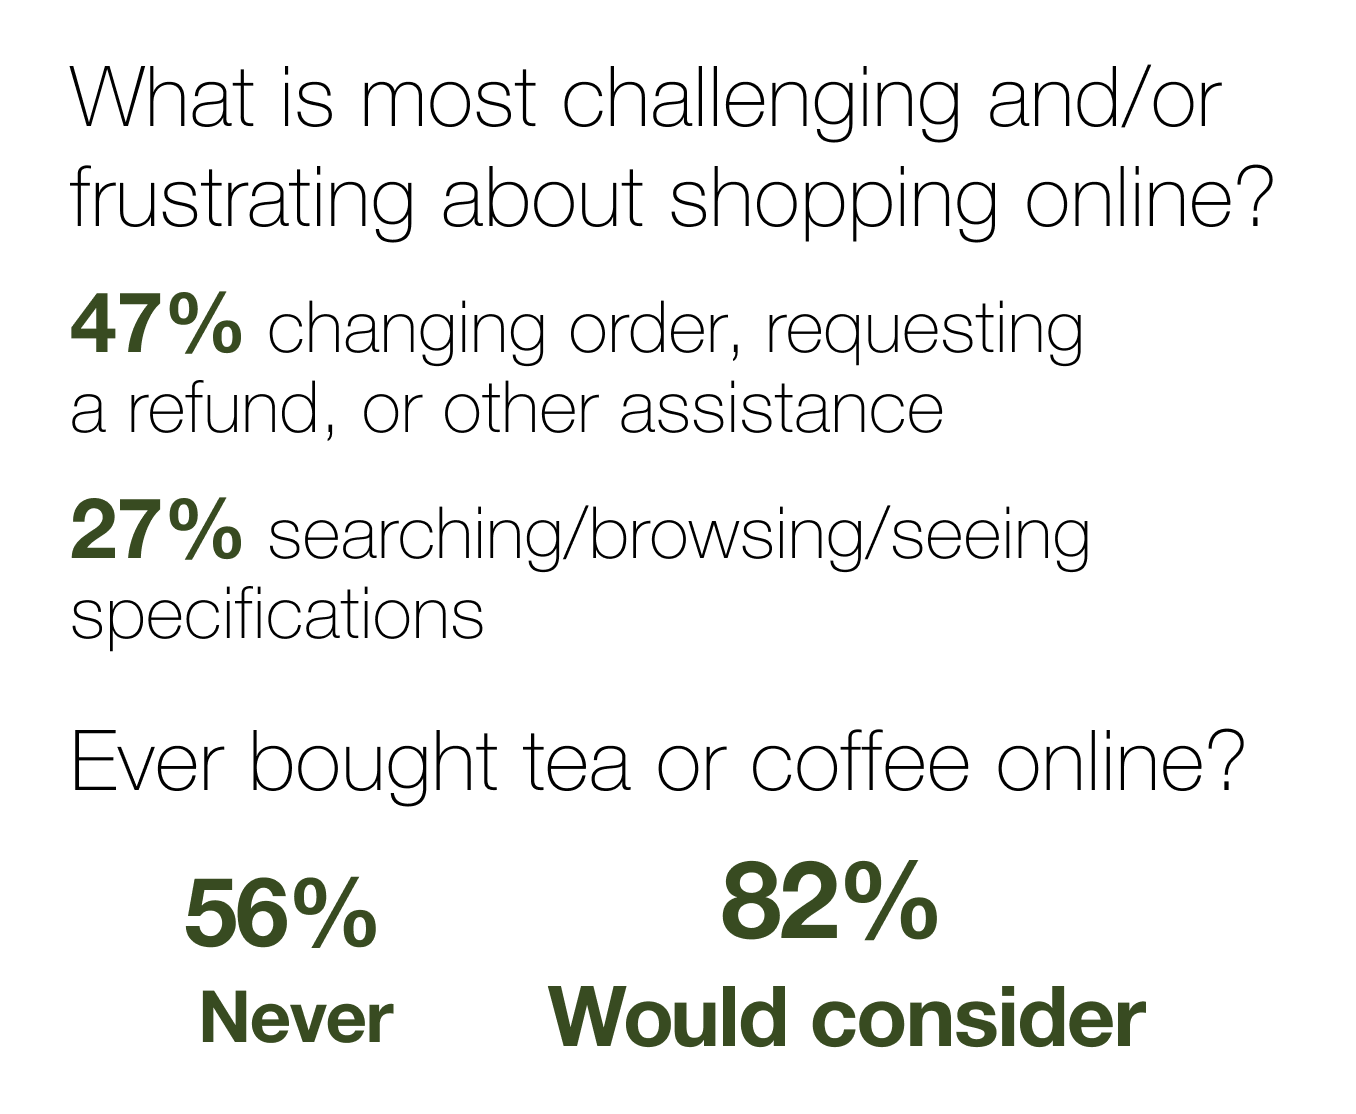 What is most challenging and/or
frustrating about shopping online?
47% changing order, requesting
a refund, or other assistance
27% searching/browsing/seeing
specifications
Ever bought tea or coffee online?
56% 82%
Never Would consider